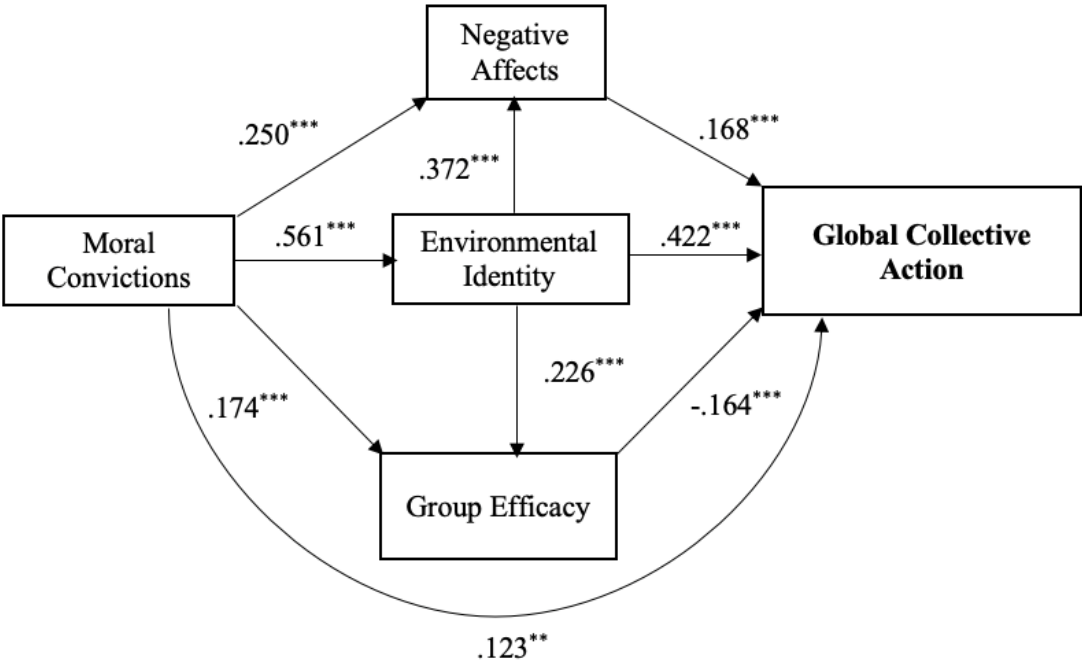 Negative
Affects
.250***
.168***
.372***
Moral
Convictions
.561***
Environmental
Identity
.422***
Global Collective
Action
.226***
.174***
-.164***
Group Efficacy
.123**